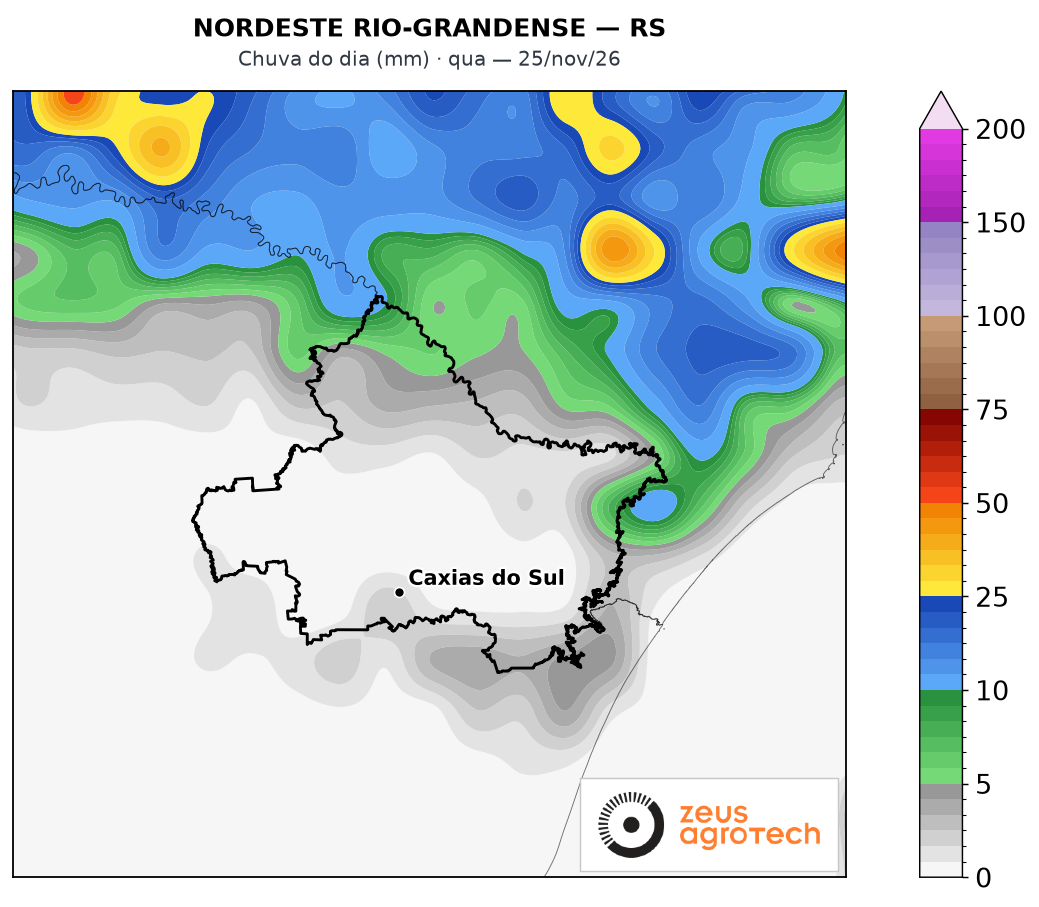 NORDESTE RIO-GRANDENSE — RS
Chuva do dia (mm) · qua — 25/nov/26
200
150
100
75
50
25
10
5
0
Caxias do Sul
zeus
agrotech